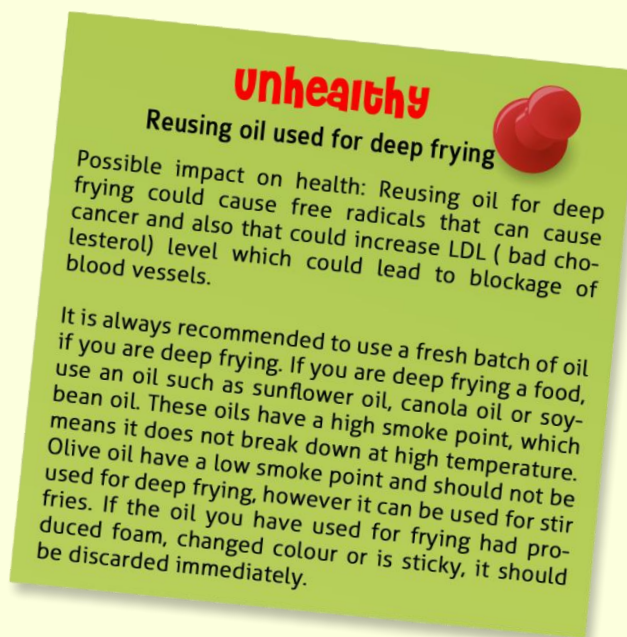 unhealthy
Reusing oil used for deep frying
Possible impact on health: Reusing oil for deep
frying could cause free radicals that can cause
cancer and also that could increase LDL ( bad cho-
lesterol) level which could lead to blockage of
blood vessels.
It is always recommended to use a fresh batch of oil
if you are deep frying. If you are deep frying a food,
use an oil such as sunflower oil, canola oil or soy-
bean oil. These oils have a high smoke point, which
means it does not break down at high temperature.
Olive oil have a low smoke point and should not be
used for deep frying, however it can be used for stir
fries. If the oil you have used for frying had pro-
duced foam, changed colour or is sticky, it should
be discarded immediately.